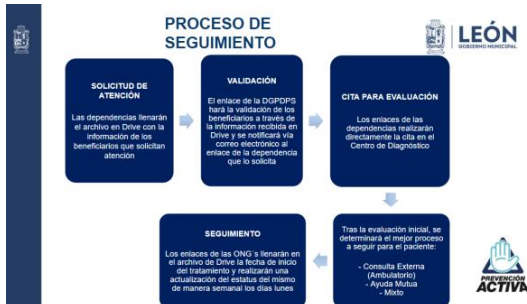 PROCESO DE
SEGUIMIENTO
LEÓN
GOBIERNO MUNICIPAL
SOLICITUD DE
ATENCIÓN
Las dependencias llenarán
el archivo en Drive con la
información de los
beneficiarios que solicitan
atención
VALIDACIÓN
El enlace de la DGPDPS
hará la validación de los
beneficiarios a través de
la información recibida en
Drive y se notificará vía
correo electrónico al
enlace de la dependencia
que lo solicita
CITA PARA EVALUACIÓN
Los enlaces de las
dependencias realizarán
directamente la cita en el
Centro de Diagnóstico
Tras la evaluación inicial, se
determinará el mejor proceso
a seguir para el paciente:
- Consulta Externa
(Ambulatorio)
- Ayuda Mutua
- Mixto
SEGUIMIENTO
Los enlaces de las ONG´s llenarán en
el archivo de Drive la fecha de inicio
del tratamiento y realizarán una
actualización del estatus del mismo
de manera semanal los días lunes
PREVENCIÓN
ACTIVA